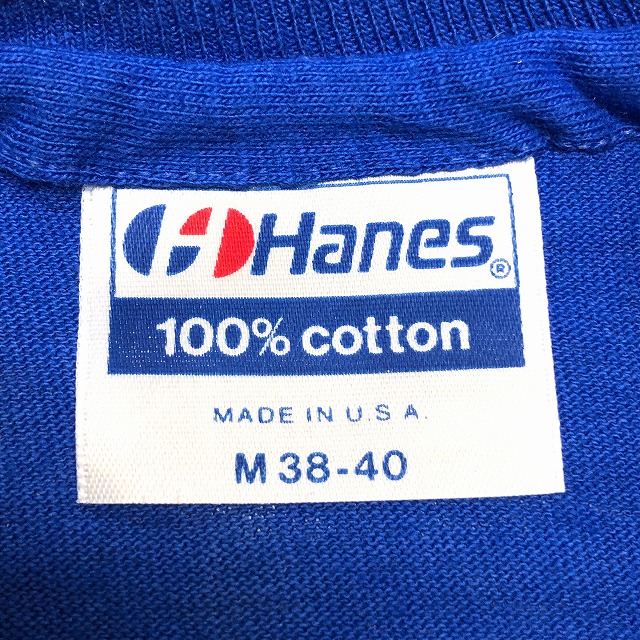 Hanes®
100% cotton
MADE IN U.S.A.
M 38-40